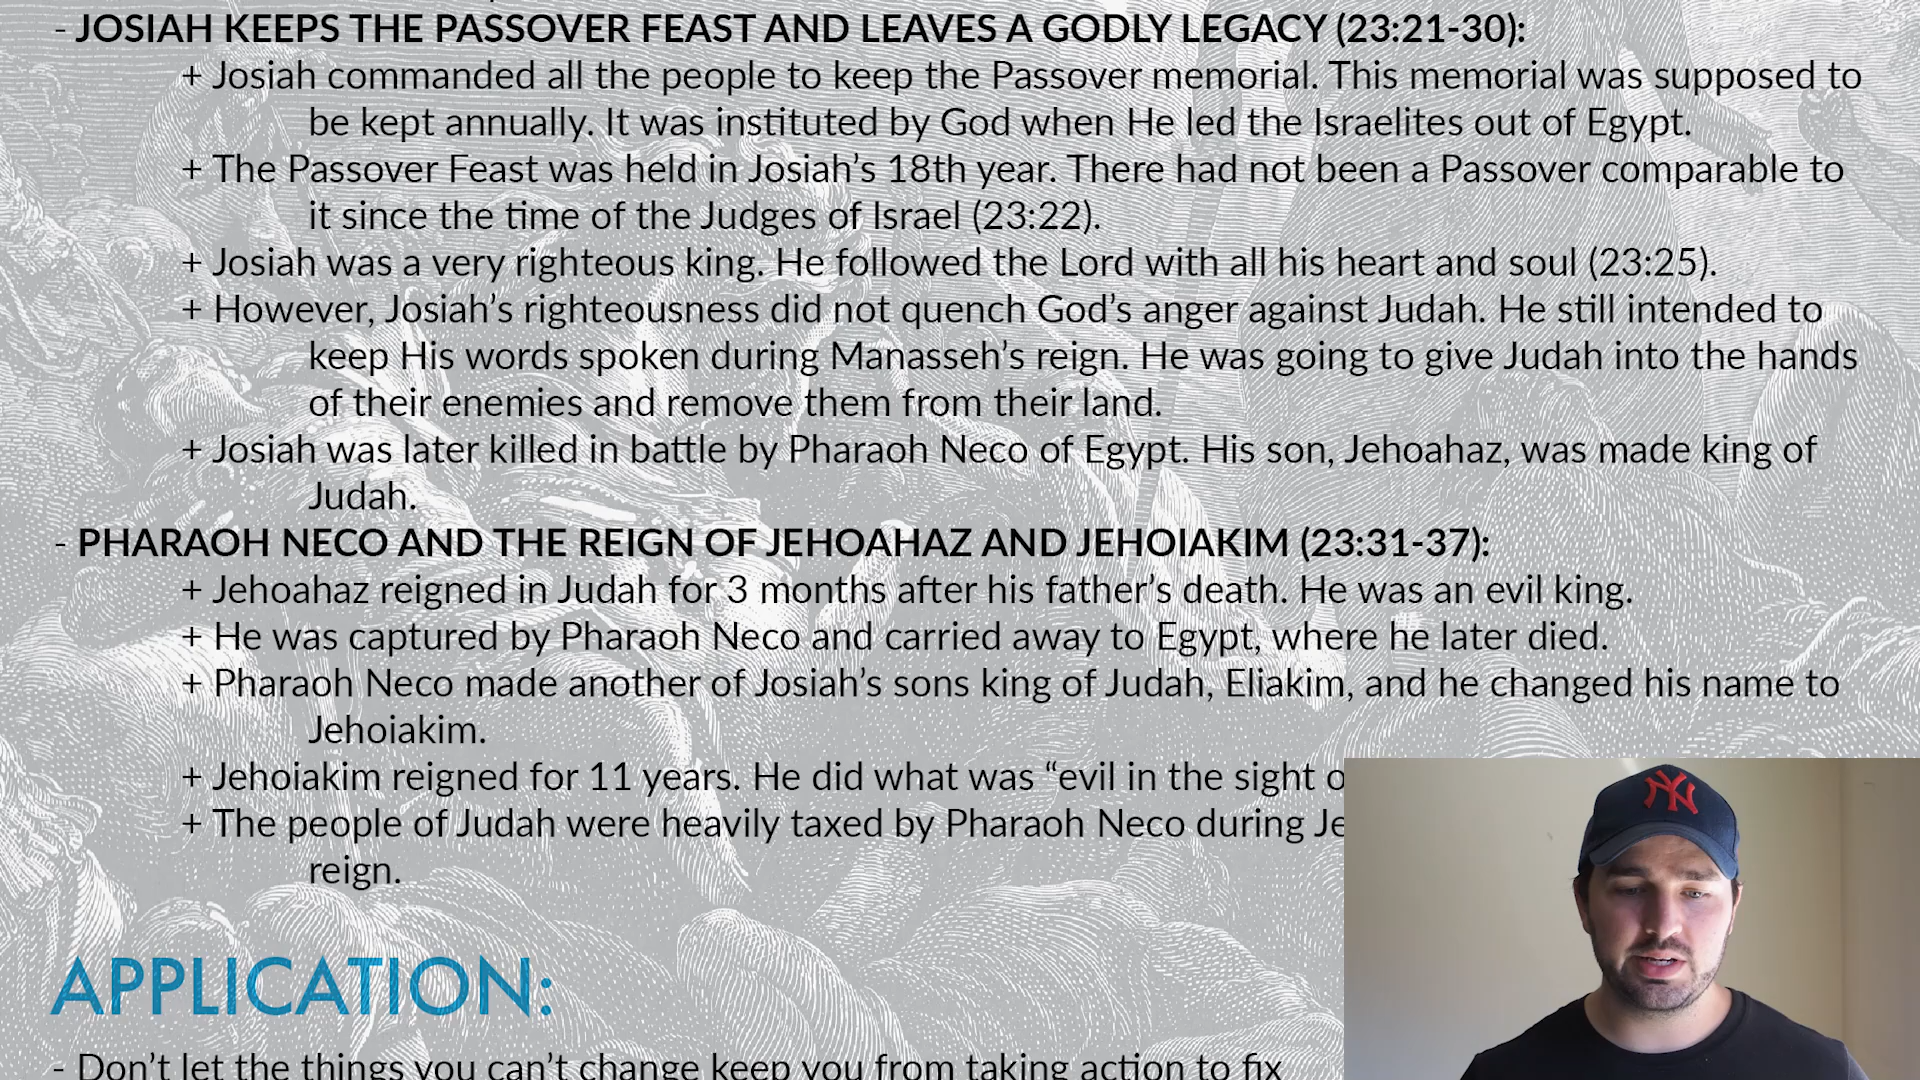 - JOSIAH KEEPS THE PASSOVER FEAST AND LEAVES A GODLY LEGACY (23:21-30):
+ Josiah commanded all the people to keep the Passover memorial. This memorial was supposed to
be kept annually. It was instituted by God when He led the Israelites out of Egypt.
+ The Passover Feast was held in Josiah’s 18th year. There had not been a Passover comparable to
it since the time of the Judges of Israel (23:22).
+ Josiah was a very righteous king. He followed the Lord with all his heart and soul (23:25).
+ However, Josiah’s righteousness did not quench God’s anger against Judah. He still intended to
keep His words spoken during Manasseh’s reign. He was going to give Judah into the hands
of their enemies and remove them from their land.
+ Josiah was later killed in battle by Pharaoh Neco of Egypt. His son, Jehoahaz, was made king of
Judah.
- PHARAOH NECO AND THE REIGN OF JEHOAHAZ AND JEHOIAKIM (23:31-37):
+ Jehoahaz reigned in Judah for 3 months after his father’s death. He was an evil king.
+ He was captured by Pharaoh Neco and carried away to Egypt, where he later died.
+ Pharaoh Neco made another of Josiah’s sons king of Judah, Eliakim, and he changed his name to
Jehoiakim.
+ Jehoiakim reigned for 11 years. He did what was “evil in the sight
+ The people of Judah were heavily taxed by Pharaoh Neco during
reign.
NY
APPLICATION:
- Don’t let the things you can’t change keep you from taking action to fix